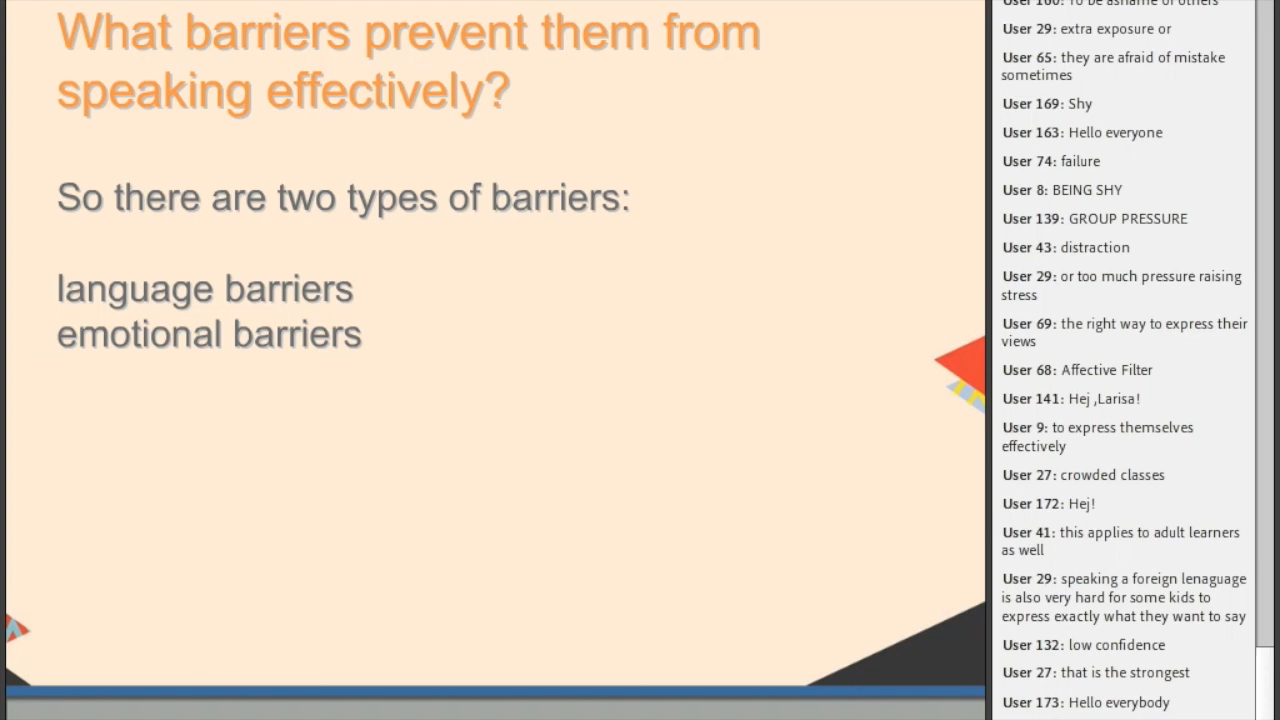 What barriers prevent them from
speaking effectively?
So there are two types of barriers:
language barriers
emotional barriers
User 160: To be ashame of others
User 29: extra exposure or
User 65: they are afraid of mistake
sometimes
User 169: Shy
User 163: Hello everyone
User 74: failure
User 8: BEING SHY
User 139: GROUP PRESSURE
User 43: distraction
User 29: or too much pressure raising
stress
User 69: the right way to express their
views
User 68: Affective Filter
User 141: Hej ,Larisa!
User 9: to express themselves
effectively
User 27: crowded classes
User 172: Hej!
User 41: this applies to adult learners
as well
User 29: speaking a foreign lenaguage
is also very hard for some kids to
express exactly what they want to say
User 132: low confidence
User 27: that is the strongest
User 173: Hello everybody